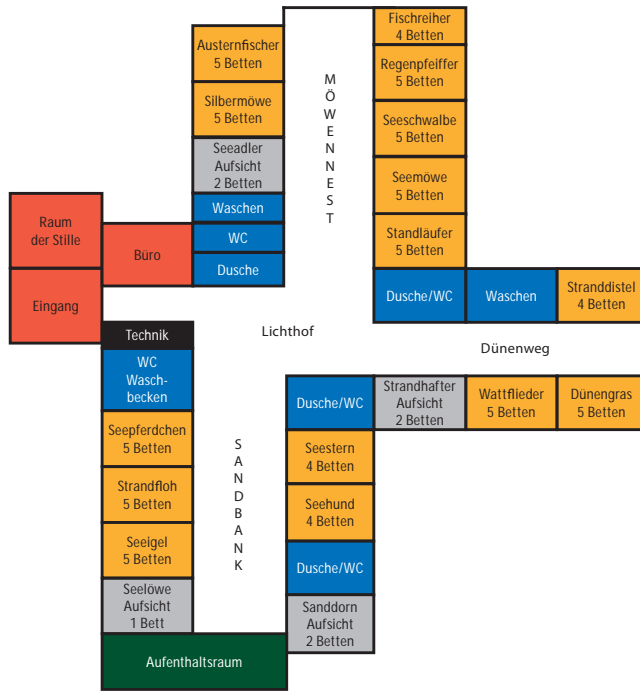 Austernfischer
5 Betten
Silbermöwe
5 Betten
Seeadler
Aufsicht
2 Betten
Waschen
WC
Dusche
MÖWENNEST
Fischreiher
4 Betten
Regenpfeiffer
5 Betten
Seeschwalbe
5 Betten
Seemöwe
5 Betten
Standläufer
5 Betten
Dusche/WC
Waschen
Stranddistel
4 Betten
Raum
der Stille
Büro
Eingang
Technik
Lichthof
Dünenweg
WC
Wasch-
becken
Seepferdchen
5 Betten
Strandfloh
5 Betten
Seeigel
5 Betten
Seelöwe
Aufsicht
1 Bett
SANDBANK
Dusche/WC
Strandhafter
Aufsicht
2 Betten
Wattflieder
5 Betten
Dünengras
5 Betten
Seestern
4 Betten
Seehund
4 Betten
Dusche/WC
Sanddorn
Aufsicht
2 Betten
Aufenthaltsraum